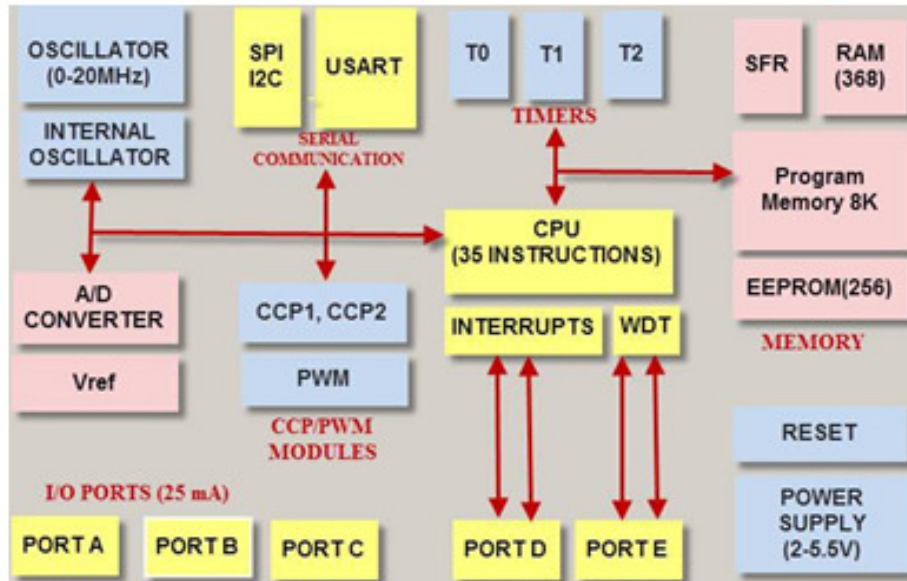 OSCILLATOR
(0-20MHz)
INTERNAL
OSCILLATOR
SPI
I2C
USART
SERIAL
COMMUNICATION
T0
T1
T2
TIMERS
SFR
RAM
(368)
Program
Memory 8K
EEPROM(256)
MEMORY
CPU
(35 INSTRUCTIONS)
INTERRUPTS
WDT
A/D
CONVERTER
Vref
CCP1, CCP2
PWM
CCP/PWM
MODULES
RESET
POWER
SUPPLY
(2-5.5V)
I/O PORTS (25 mA)
PORT A
PORT B
PORT C
PORT D
PORT E